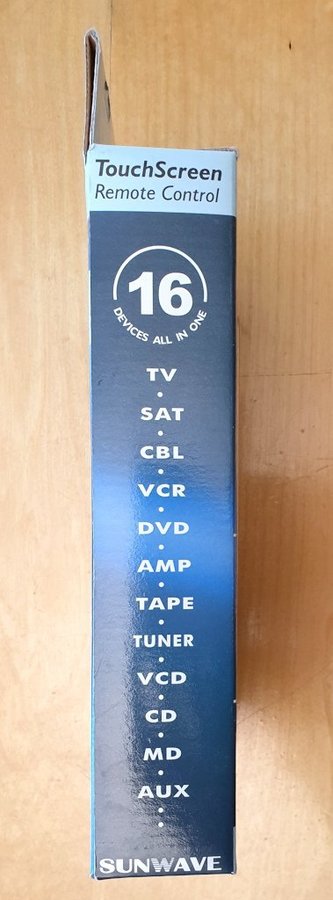 TouchScreen
Remote Control
16
DEVICES ALL IN ONE
TV
SAT
CBL
VCR
DVD
AMP
TAPE
TUNER
VCD
CD
MD
AUX
SUNWAVE